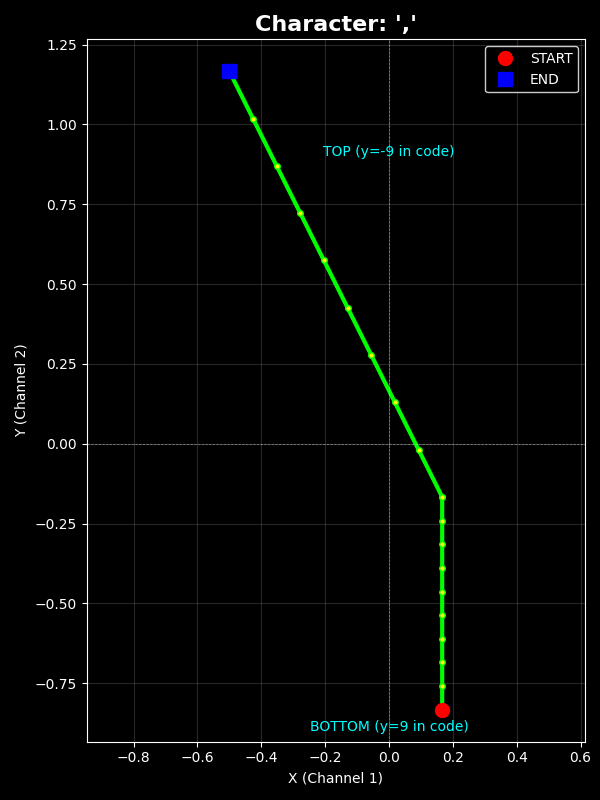 Character: ','
START
END
TOP (y=-9 in code)
BOTTOM (y=9 in code)
Y (Channel 2)
1.25
1.00
0.75
0.50
0.25
0.00
−0.25
−0.50
−0.75
−0.8 −0.6 −0.4 −0.2 0.0 0.2 0.4 0.6
X (Channel 1)